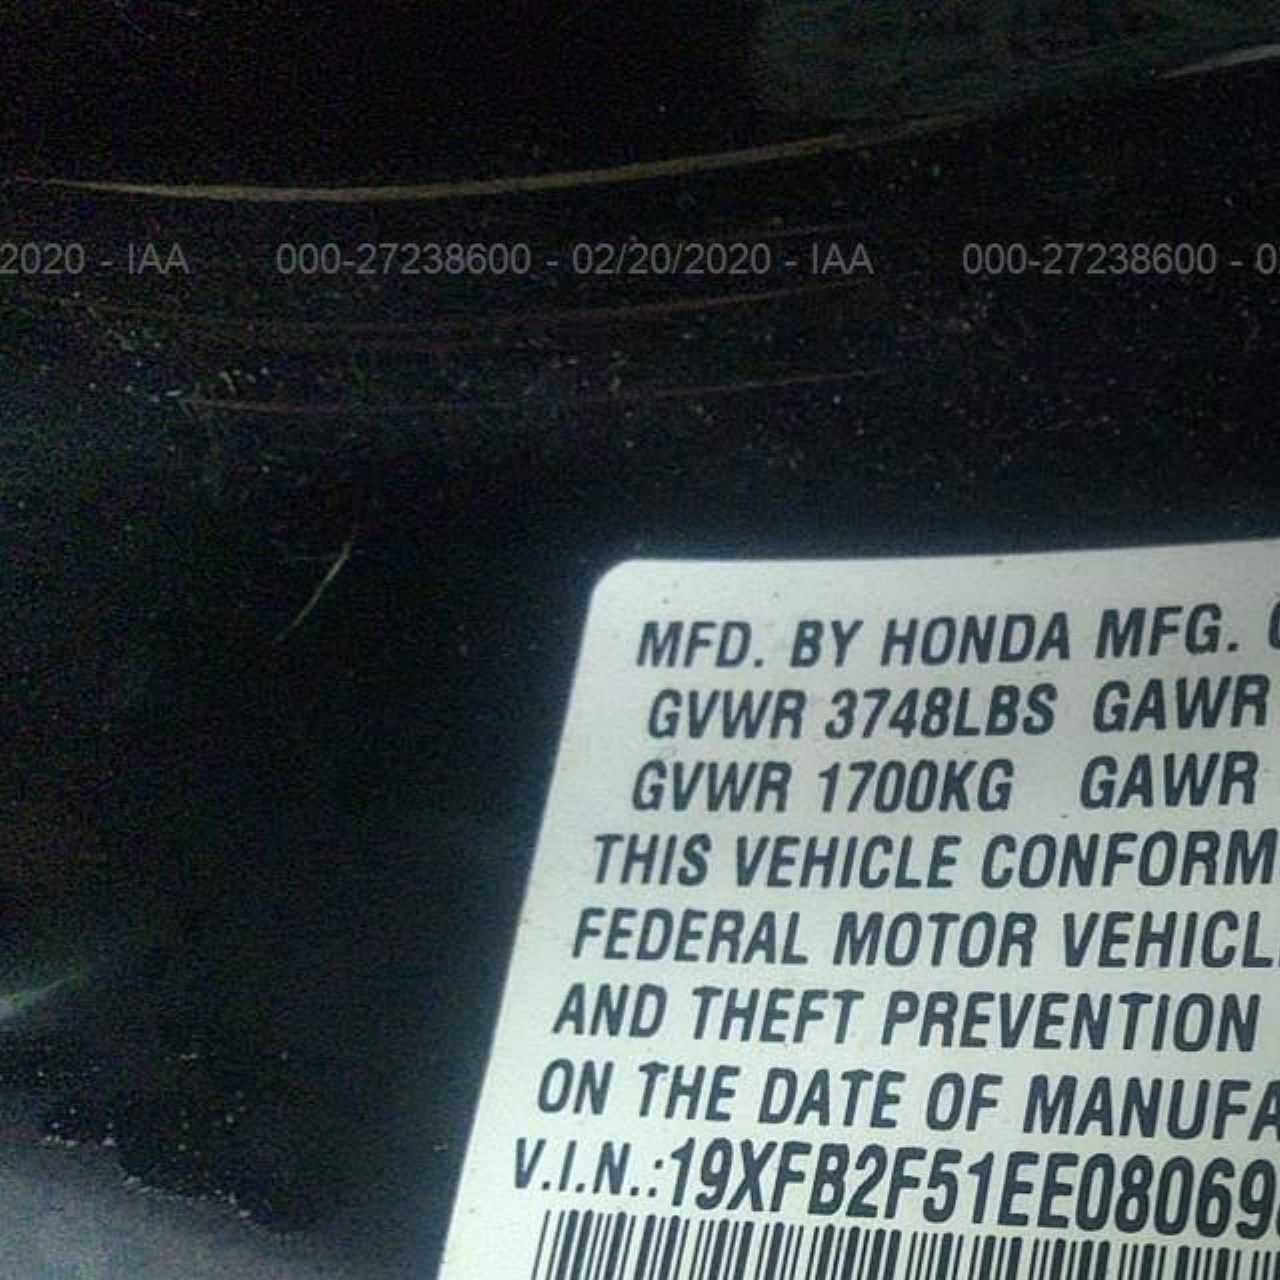 2020 - IAA 000-27238600 - 02/20/2020 - IAA 000-27238600 - 0
MFD. BY HONDA MFG.
GVWR 3748LBS GAWR
GVWR 1700KG GAWR
THIS VEHICLE CONFORM
FEDERAL MOTOR VEHICL
AND THEFT PREVENTION
ON THE DATE OF MANUFA
V.I.N.:19XFB2F51EE08069